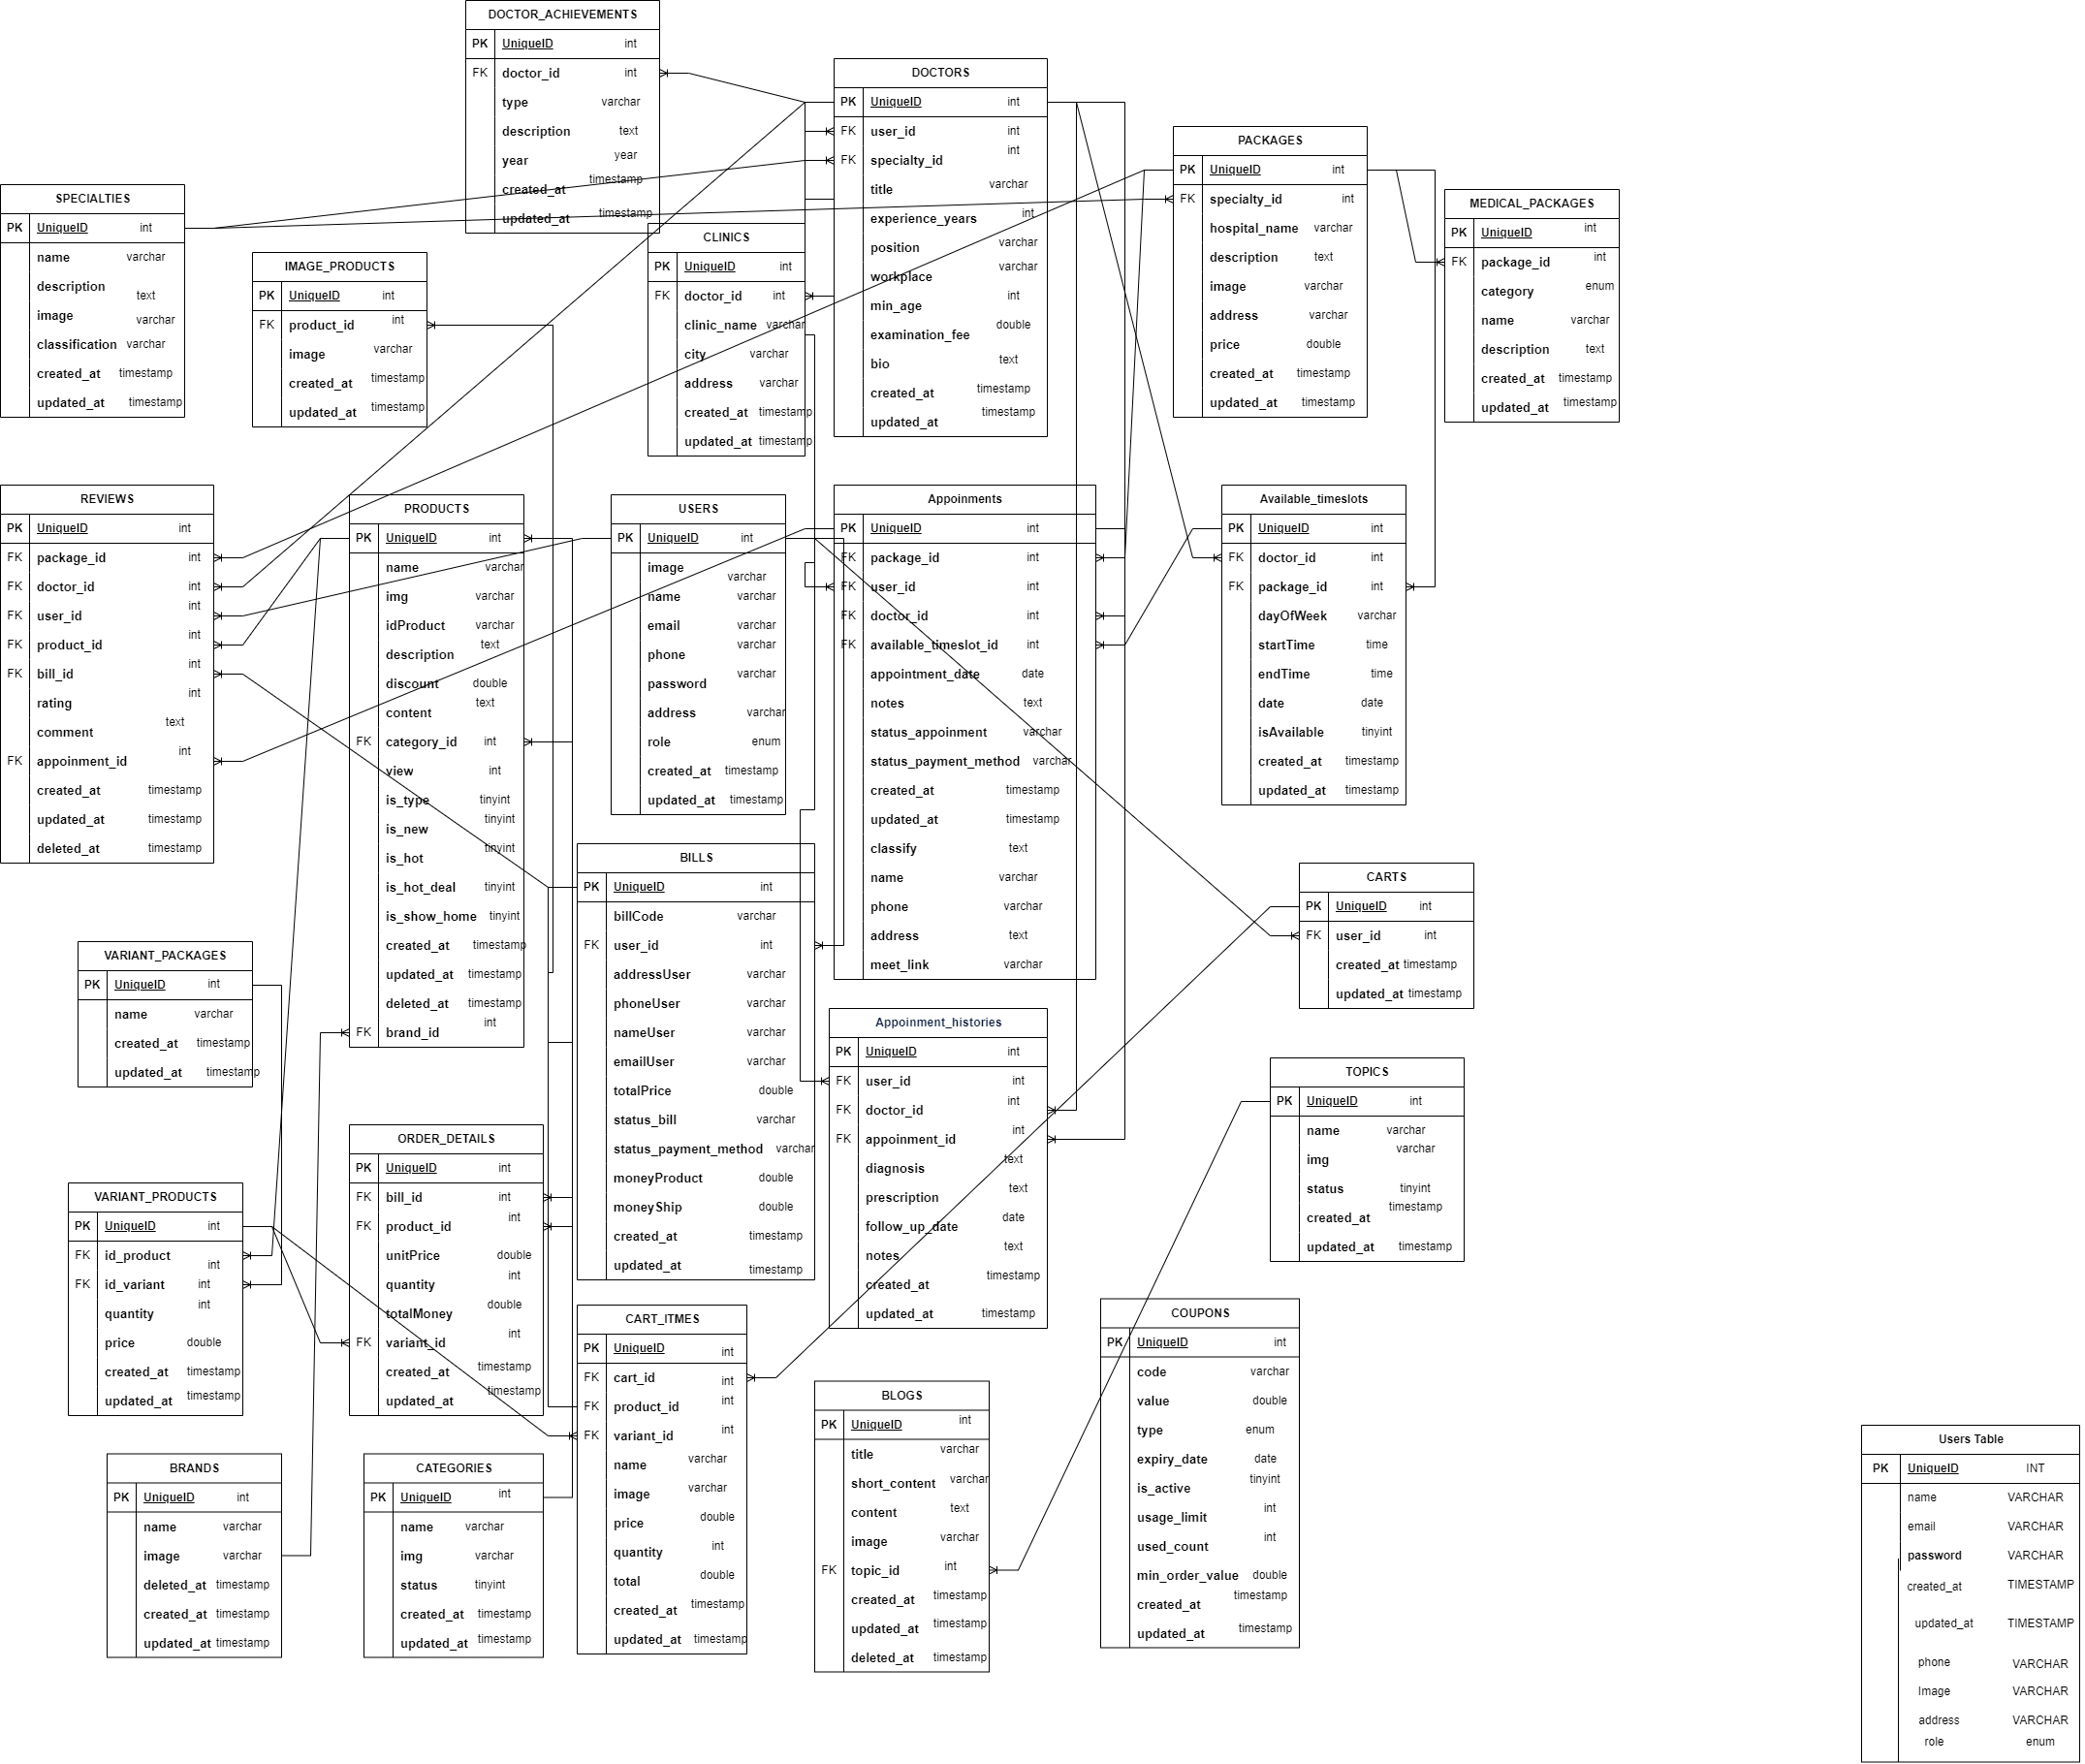 DOCTOR_ACHIEVEMENTS
PK UniqueID int
FK doctor_id int
type varchar
description text
year year
created_at timestamp
updated_at timestamp
DOCTORS
PK UniqueID int
FK user_id int
FK specialty_id int
title varchar
experience_years int
position varchar
workplace varchar
min_age int
examination_fee double
bio text
created_at timestamp
updated_at timestamp
PACKAGES
PK UniqueID int
FK specialty_id int
hospital_name varchar
description text
image varchar
address varchar
price double
created_at timestamp
updated_at timestamp
MEDICAL_PACKAGES
PK UniqueID int
FK package_id int
category enum
name varchar
description text
created_at timestamp
updated_at timestamp
SPECIALTIES
PK UniqueID int
name varchar
description text
image varchar
classification varchar
created_at timestamp
updated_at timestamp
IMAGE_PRODUCTS
PK UniqueID int
FK product_id int
image varchar
created_at timestamp
updated_at timestamp
CLINICS
PK UniqueID int
FK doctor_id int
clinic_name varchar
city varchar
address varchar
created_at timestamp
updated_at timestamp
REVIEWS
PK UniqueID int
FK package_id int
FK doctor_id int
FK user_id int
FK product_id int
FK bill_id int
rating int
comment text
FK appoinment_id int
created_at timestamp
updated_at timestamp
deleted_at timestamp
PRODUCTS
PK UniqueID int
name varchar
img varchar
idProduct varchar
description text
discount double
content text
FK category_id int
view int
is_type tinyint
is_new tinyint
is_hot tinyint
is_hot_deal tinyint
is_show_home tinyint
created_at timestamp
updated_at timestamp
deleted_at timestamp
FK brand_id int
USERS
PK UniqueID int
image varchar
name varchar
email varchar
phone varchar
password varchar
address varchar
role enum
created_at timestamp
updated_at timestamp
Appoinments
PK UniqueID int
FK package_id int
FK user_id int
FK doctor_id int
FK available_timeslot_id int
appointment_date date
notes text
status_appoinment varchar
status_payment_method varchar
created_at timestamp
updated_at timestamp
classify text
name varchar
phone varchar
address text
meet_link varchar
Available_timeslots
PK UniqueID int
FK doctor_id int
FK package_id int
dayOfWeek varchar
startTime time
endTime time
date date
isAvailable tinyint
created_at timestamp
updated_at timestamp
BILLS
PK UniqueID int
billCode varchar
FK user_id int
addressUser varchar
phoneUser varchar
nameUser varchar
emailUser varchar
totalPrice double
status_bill varchar
status_payment_method varchar
moneyProduct double
moneyShip double
created_at timestamp
updated_at timestamp
CARTS
PK UniqueID int
FK user_id int
created_at timestamp
updated_at timestamp
VARIANT_PACKAGES
PK UniqueID int
name varchar
created_at timestamp
updated_at timestamp
Appoinment_histories
PK UniqueID int
FK user_id int
FK doctor_id int
FK appoinment_id int
diagnosis text
prescription text
follow_up_date date
notes text
created_at timestamp
updated_at timestamp
TOPICS
PK UniqueID int
name varchar
img varchar
status tinyint
created_at timestamp
updated_at timestamp
ORDER_DETAILS
PK UniqueID int
FK bill_id int
FK product_id int
unitPrice double
quantity int
totalMoney double
FK variant_id int
created_at timestamp
updated_at timestamp
VARIANT_PRODUCTS
PK UniqueID int
FK id_product int
FK id_variant int
quantity int
price double
created_at timestamp
updated_at timestamp
CART_ITMES
PK UniqueID int
FK cart_id int
FK product_id int
FK variant_id int
name varchar
image varchar
price double
quantity int
total double
created_at timestamp
updated_at timestamp
COUPONS
PK UniqueID int
code varchar
value double
type enum
expiry_date date
is_active tinyint
usage_limit int
used_count int
min_order_value double
created_at timestamp
updated_at timestamp
BLOGS
PK UniqueID int
title varchar
short_content varchar
content text
image varchar
FK topic_id int
created_at timestamp
updated_at timestamp
deleted_at timestamp
BRANDS
PK UniqueID int
name varchar
image varchar
deleted_at timestamp
created_at timestamp
updated_at timestamp
CATEGORIES
PK UniqueID int
name varchar
img varchar
status tinyint
created_at timestamp
updated_at timestamp
Users Table
PK UniqueID INT
name VARCHAR
email VARCHAR
password VARCHAR
created_at TIMESTAMP
updated_at TIMESTAMP
phone VARCHAR
Image VARCHAR
address VARCHAR
role enum